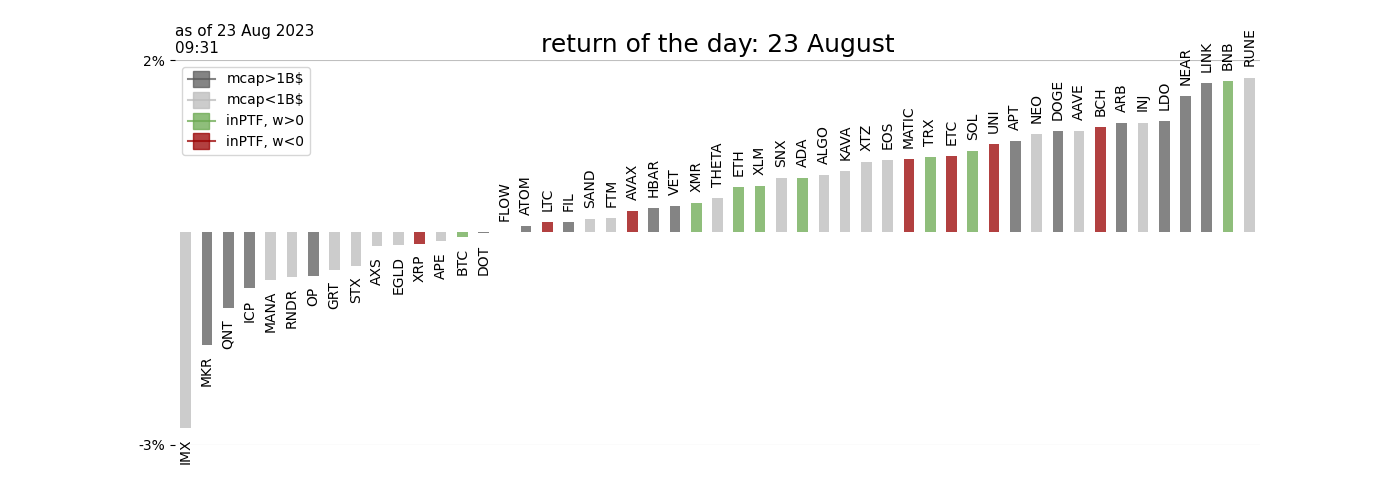 as of 23 Aug 2023
09:31
return of the day: 23 August
2%
mcap>1B$
mcap<1B$
inPTF, w>0
inPTF, w<0
-3%
IMX
MKR
QNT
ICP
MANA
RNDR
OP
GRT
STX
AXS
EGLD
XRP
APE
BTC
DOT
FLOW
ATOM
LTC
FIL
SAND
FTM
AVAX
HBAR
VET
XMR
THETA
ETH
XLM
SNX
ADA
ALGO
KAVA
XTZ
EOS
MATIC
TRX
ETC
SOL
UNI
APT
NEO
DOGE
AAVE
BCH
ARB
INJ
LDO
NEAR
LINK
BNB
RUNE